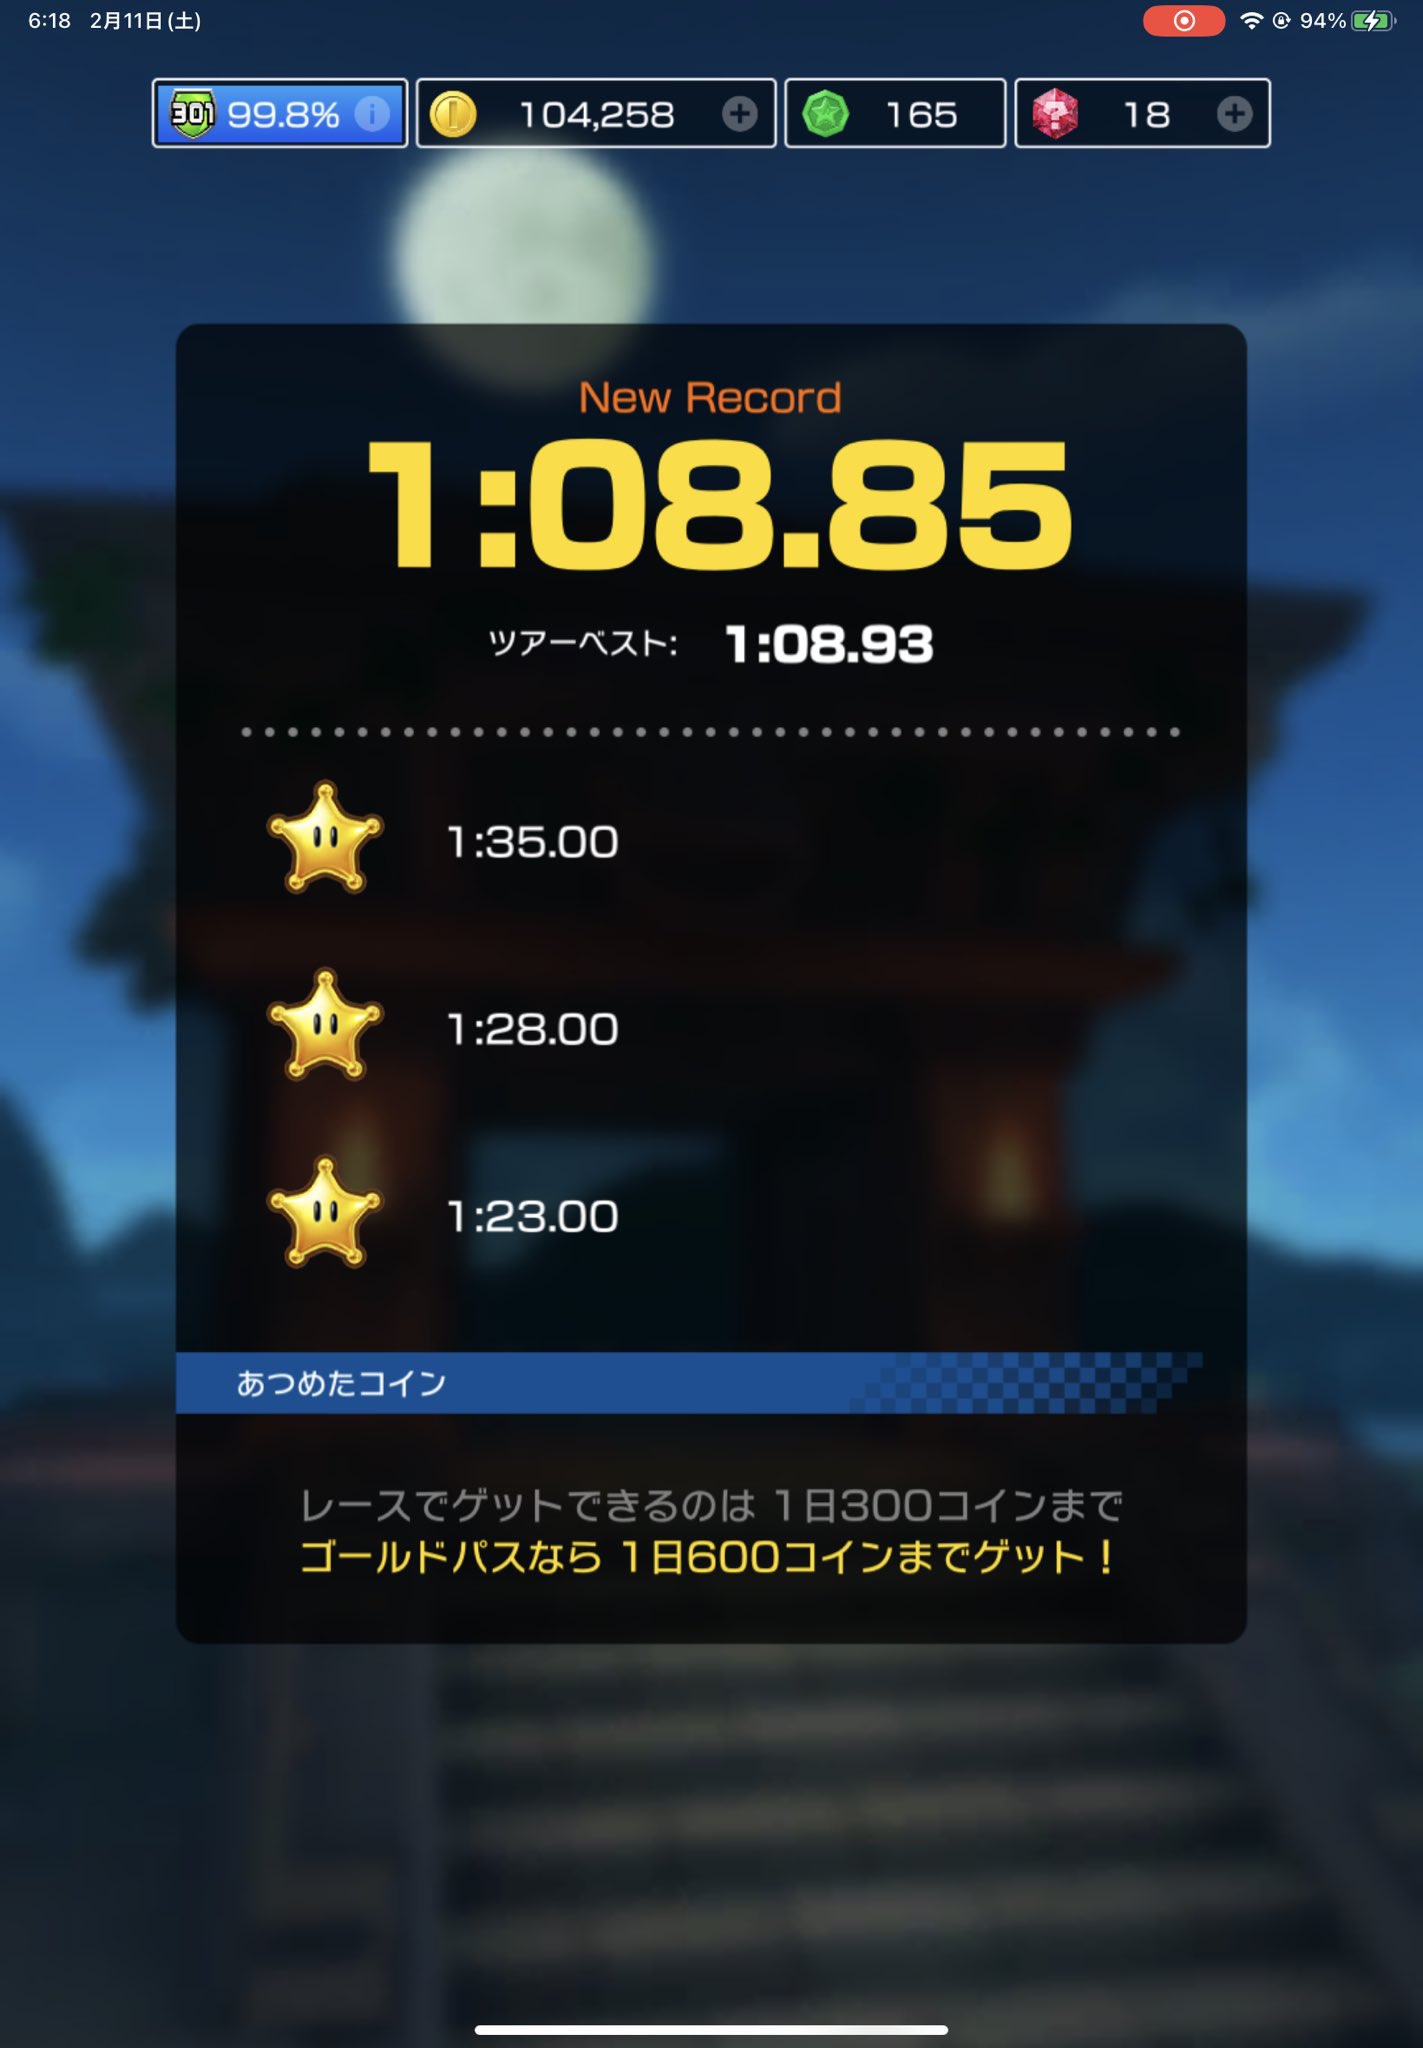 6:18 2月11日(土) 94%
301 99.8% i 104,258 + 165 ? 18 +
New Record
1:08.85
ツアーベスト: 1:08.93
1:35.00
1:28.00
1:23.00
あつめたコイン
レースでゲットできるのは 1日300コインまで
ゴールドパスなら 1日600コインまでゲット！